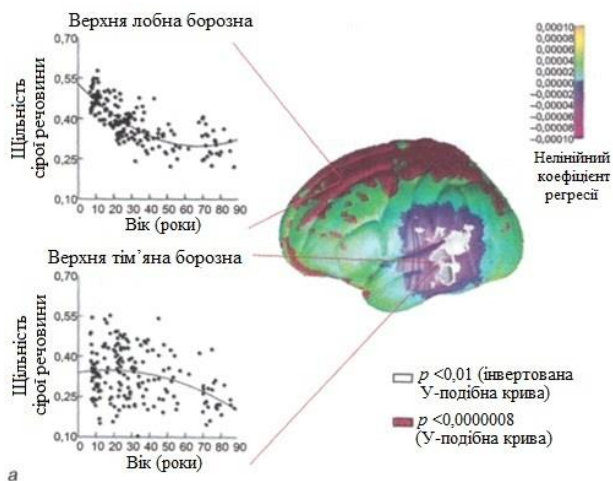 Верхня лобна борозна
Щільність
сірої речовини
0,70
0,55
0,40
0,25
0,10
0 10 20 30 40 50 60 70 80 90
Вік (роки)
0,00010
0,00008
0,00006
0,00004
0,00002
0,00000
–0,00002
–0,00004
–0,00006
–0,00008
–0,00010
Нелінійний
коефіцієнт
регресії
Верхня тім’яна борозна
Щільність
сірої речовини
0,70
0,55
0,40
0,25
0,10
0 10 20 30 40 50 60 70 80 90
Вік (роки)
p <0,01 (інвертована
У-подібна крива)
p <0,0000008
(У-подібна крива)
а